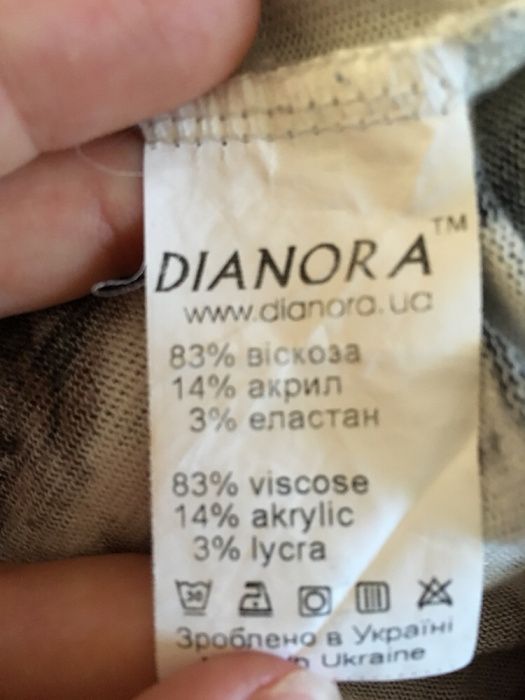 DIANORA™
www.dianora.ua
83% віскоза
14% акрил
3% еластан
83% viscose
14% akrylic
3% lycra
30
Зроблено в Україні
Ukraine